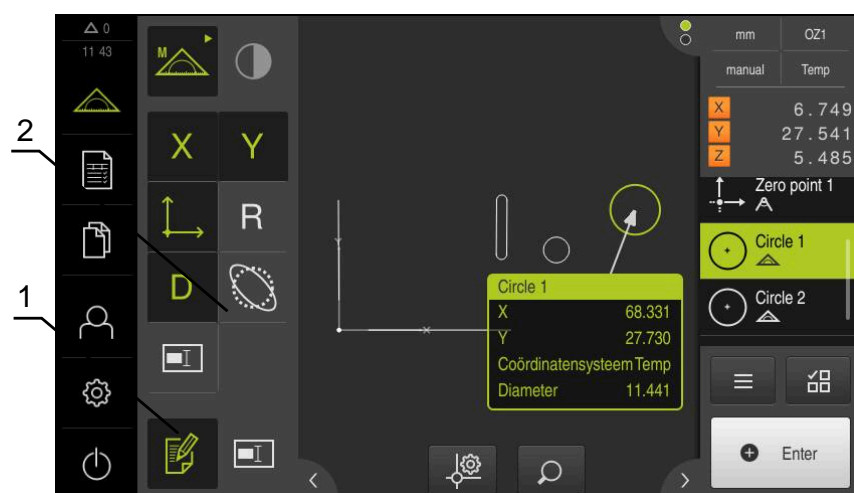 2
1
0
11 43
M
X
Y
R
D
Y
X
Circle 1
X 68.331
Y 27.730
Coördinatensysteem Temp
Diameter 11.441
mm OZ1
manual Temp
X 6.749
Y 27.541
Z 5.485
Zero point 1
Circle 1
Circle 2
Enter